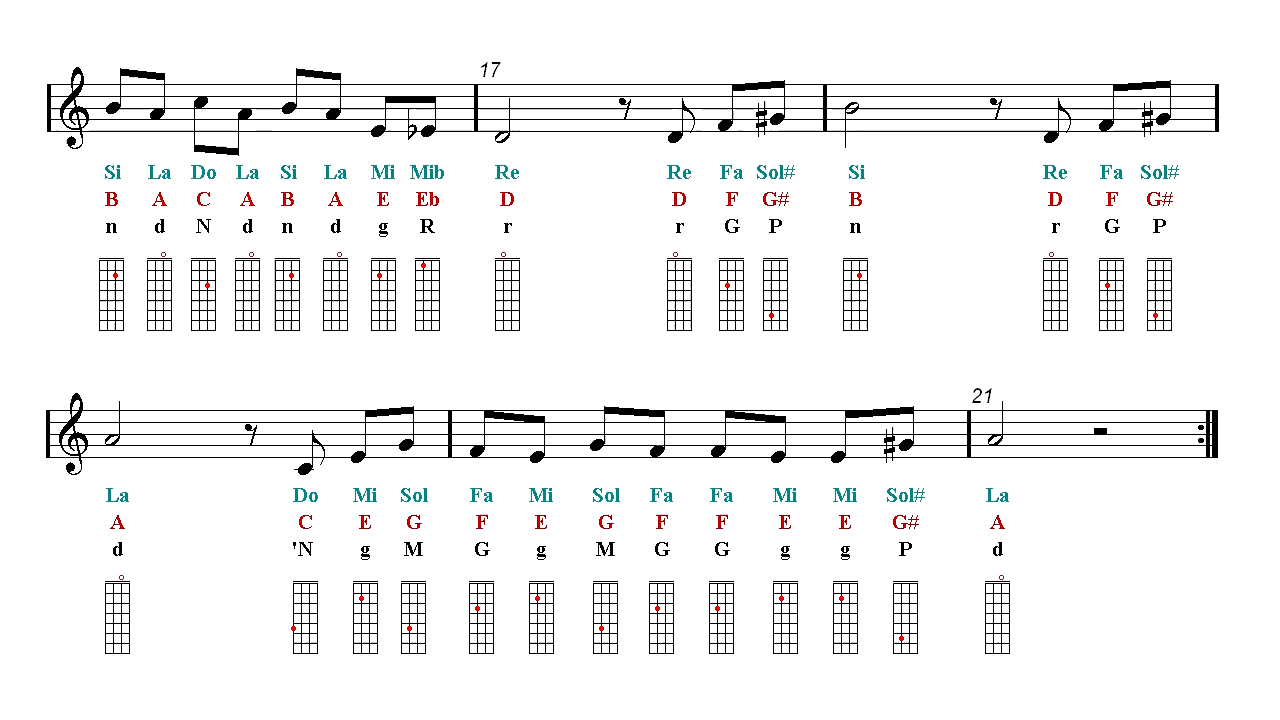 17
Si La Do La Si La Mi Mib Re Re Fa Sol# Si Re Fa Sol#
B A C A B A E Eb D D F G# B D F G#
n d N d n d g R r r G P n r G P
21
La Do Mi Sol Fa Mi Sol Fa Fa Mi Mi Sol# La
A C E G F E G F F E E G# A
d 'N g M G g M G G g g P d